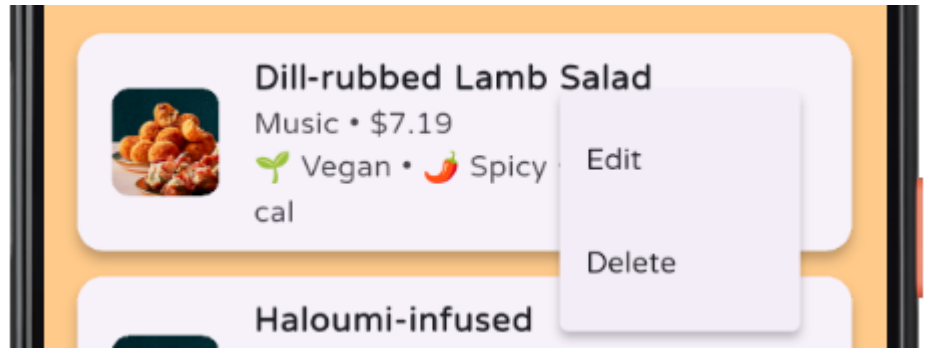 Dill-rubbed Lamb Salad
Music • $7.19
🌱 Vegan • 🌶️ Spicy
cal
Edit
Delete
Haloumi-infused